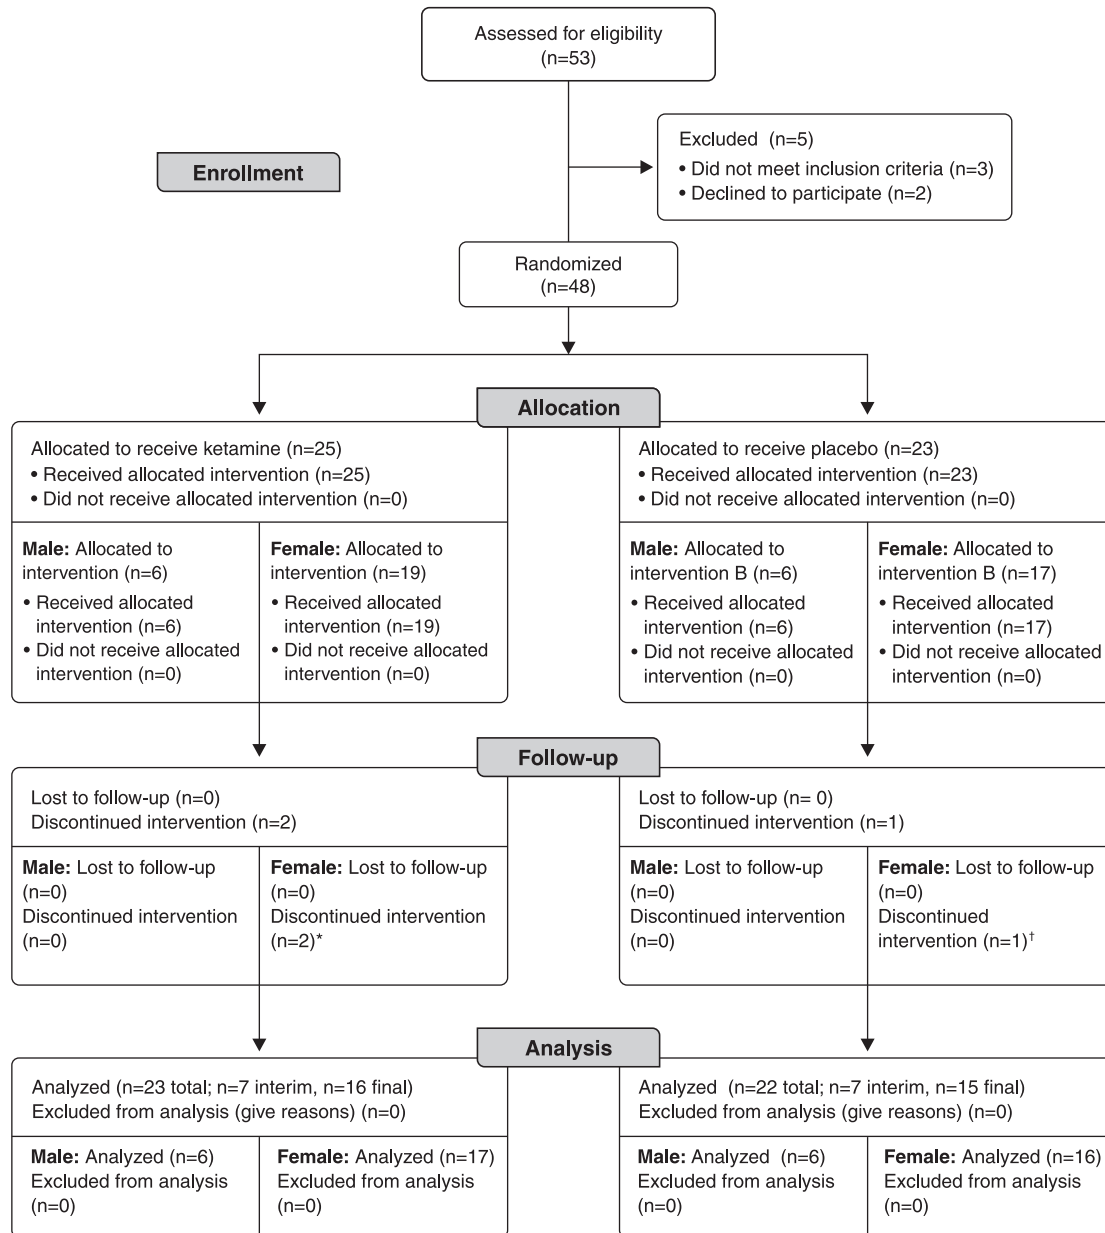 Assessed for eligibility
(n=53)
Excluded  (n=5)
• Did not meet inclusion criteria (n=3)
• Declined to participate (n=2)
Enrollment
Randomized
(n=48)
Allocation
Allocated to receive ketamine (n=25)
• Received allocated intervention (n=25)
• Did not receive allocated intervention (n=0)
Male: Allocated to
intervention (n=6)
• Received allocated
intervention (n=6)
• Did not receive allocated
intervention (n=0)
Female: Allocated to
intervention (n=19)
• Received allocated
intervention (n=19)
• Did not receive allocated
intervention (n=0)
Allocated to receive placebo (n=23)
• Received allocated intervention (n=23)
• Did not receive allocated intervention (n=0)
Male: Allocated to
intervention B (n=6)
• Received allocated
intervention (n=6)
• Did not receive allocated
intervention (n=0)
Female: Allocated to
intervention B (n=17)
• Received allocated
intervention (n=17)
• Did not receive allocated
intervention (n=0)
Follow-up
Lost to follow-up (n=0)
Discontinued intervention (n=2)
Male: Lost to follow-up
(n=0)
Discontinued intervention
(n=0)
Female: Lost to follow-up
(n=0)
Discontinued intervention
(n=2)*
Lost to follow-up (n= 0)
Discontinued intervention (n=1)
Male: Lost to follow-up
(n=0)
Discontinued intervention
(n=0)
Female: Lost to follow-up
(n=0)
Discontinued
intervention (n=1)†
Analysis
Analyzed (n=23 total; n=7 interim, n=16 final)
Excluded from analysis (give reasons) (n=0)
Male: Analyzed (n=6)
Excluded from analysis
(n=0)
Female: Analyzed (n=17)
Excluded from analysis
(n=0)
Analyzed  (n=22 total; n=7 interim, n=15 final)
Excluded from analysis (give reasons) (n=0)
Male: Analyzed  (n=6)
Excluded from analysis
(n=0)
Female: Analyzed (n=16)
Excluded from analysis
(n=0)